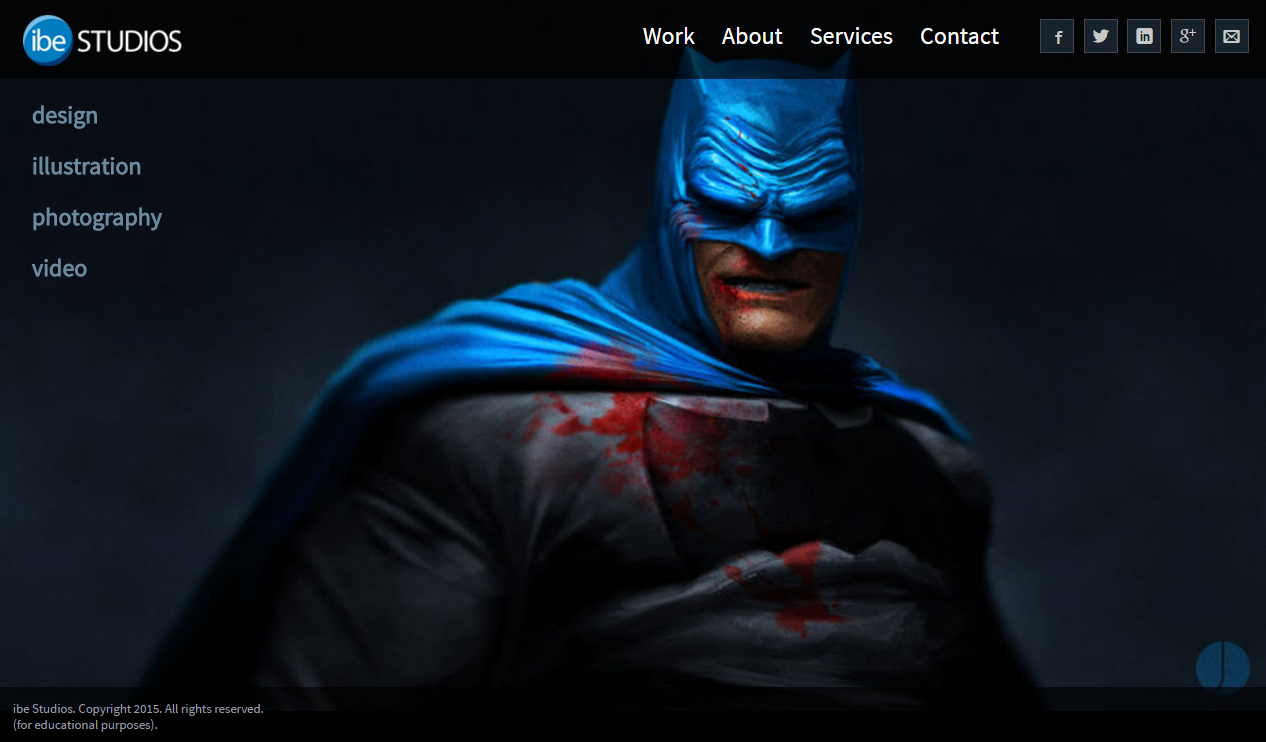 ibe STUDIOS
Work About Services Contact
f in g+
design
illustration
photography
video
ibe Studios. Copyright 2015. All rights reserved.
(for educational purposes).